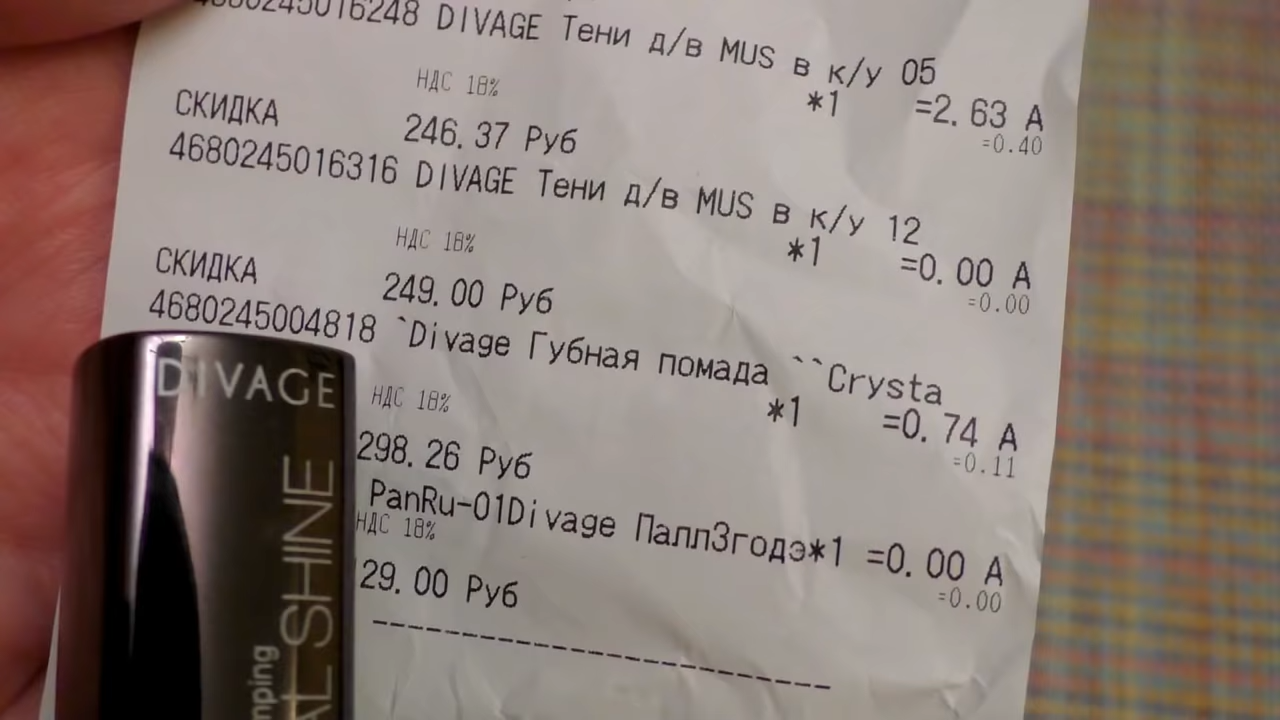 4680245016248 DIVAGE Тени д/в MUS в к/у 05
*1 =2.63 А
НДС 18% =0.40
СКИДКА 246.37 Руб
4680245016316 DIVAGE Тени д/в MUS в к/у 12
*1 =0.00 А
НДС 18% =0.00
СКИДКА 249.00 Руб
4680245004818 `Divage Губная помада ``Crysta
*1 =0.74 А
НДС 18% =0.11
298.26 Руб
PanRu-01Divage Палл3годэ*1 =0.00 А
НДС 18% =0.00
29.00 Руб
DIVAGE
AL SHINE
mping